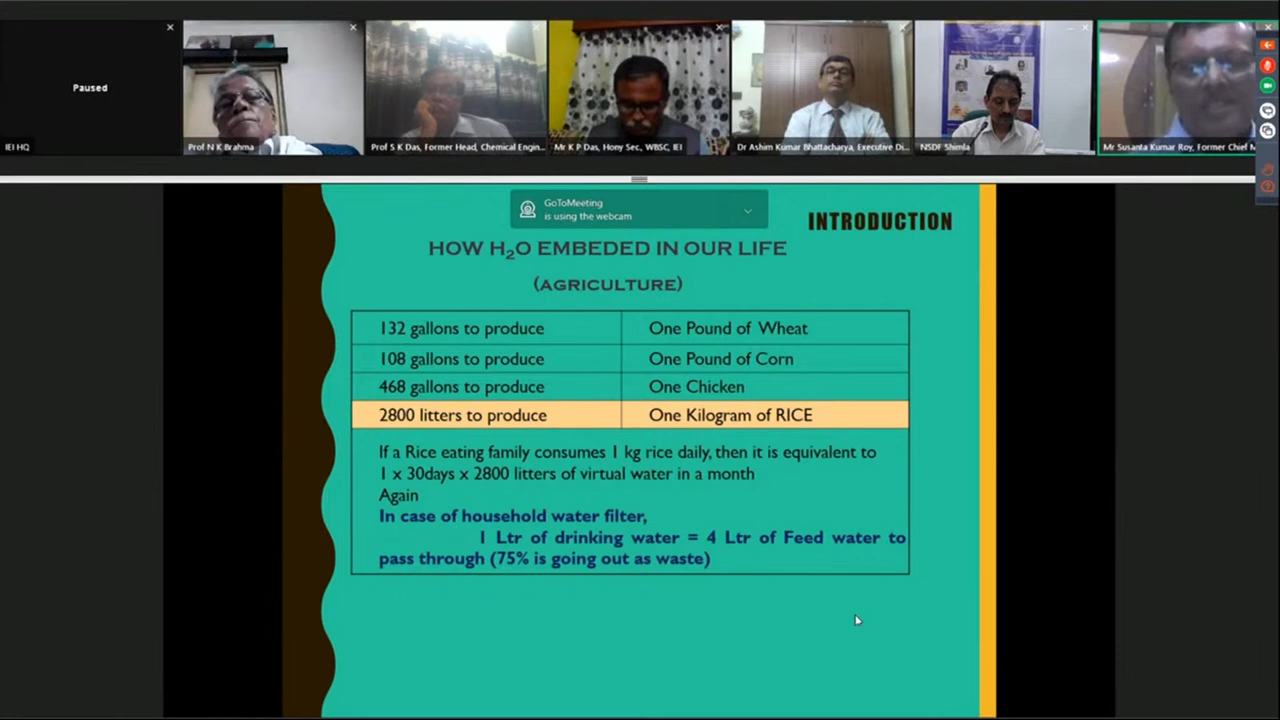 Paused
IEI HQ
Prof N K Brahma
Prof S K Das, Former Head, Chemical Engin...
Mr K P Das, Hony Sec., WBSC, IEI
Dr Ashim Kumar Bhattacharya, Executive Di...
NSDF Shimla
Mr Susanta Kumar Roy, Former Chief M
GoToMeeting
is using the webcam
INTRODUCTION
HOW H₂O EMBEDED IN OUR LIFE
(AGRICULTURE)
132 gallons to produce One Pound of Wheat
108 gallons to produce One Pound of Corn
468 gallons to produce One Chicken
2800 litters to produce One Kilogram of RICE
If a Rice eating family consumes 1 kg rice daily, then it is equivalent to
1 x 30days x 2800 litters of virtual water in a month
Again
In case of household water filter,
1 Ltr of drinking water = 4 Ltr of Feed water to
pass through (75% is going out as waste)